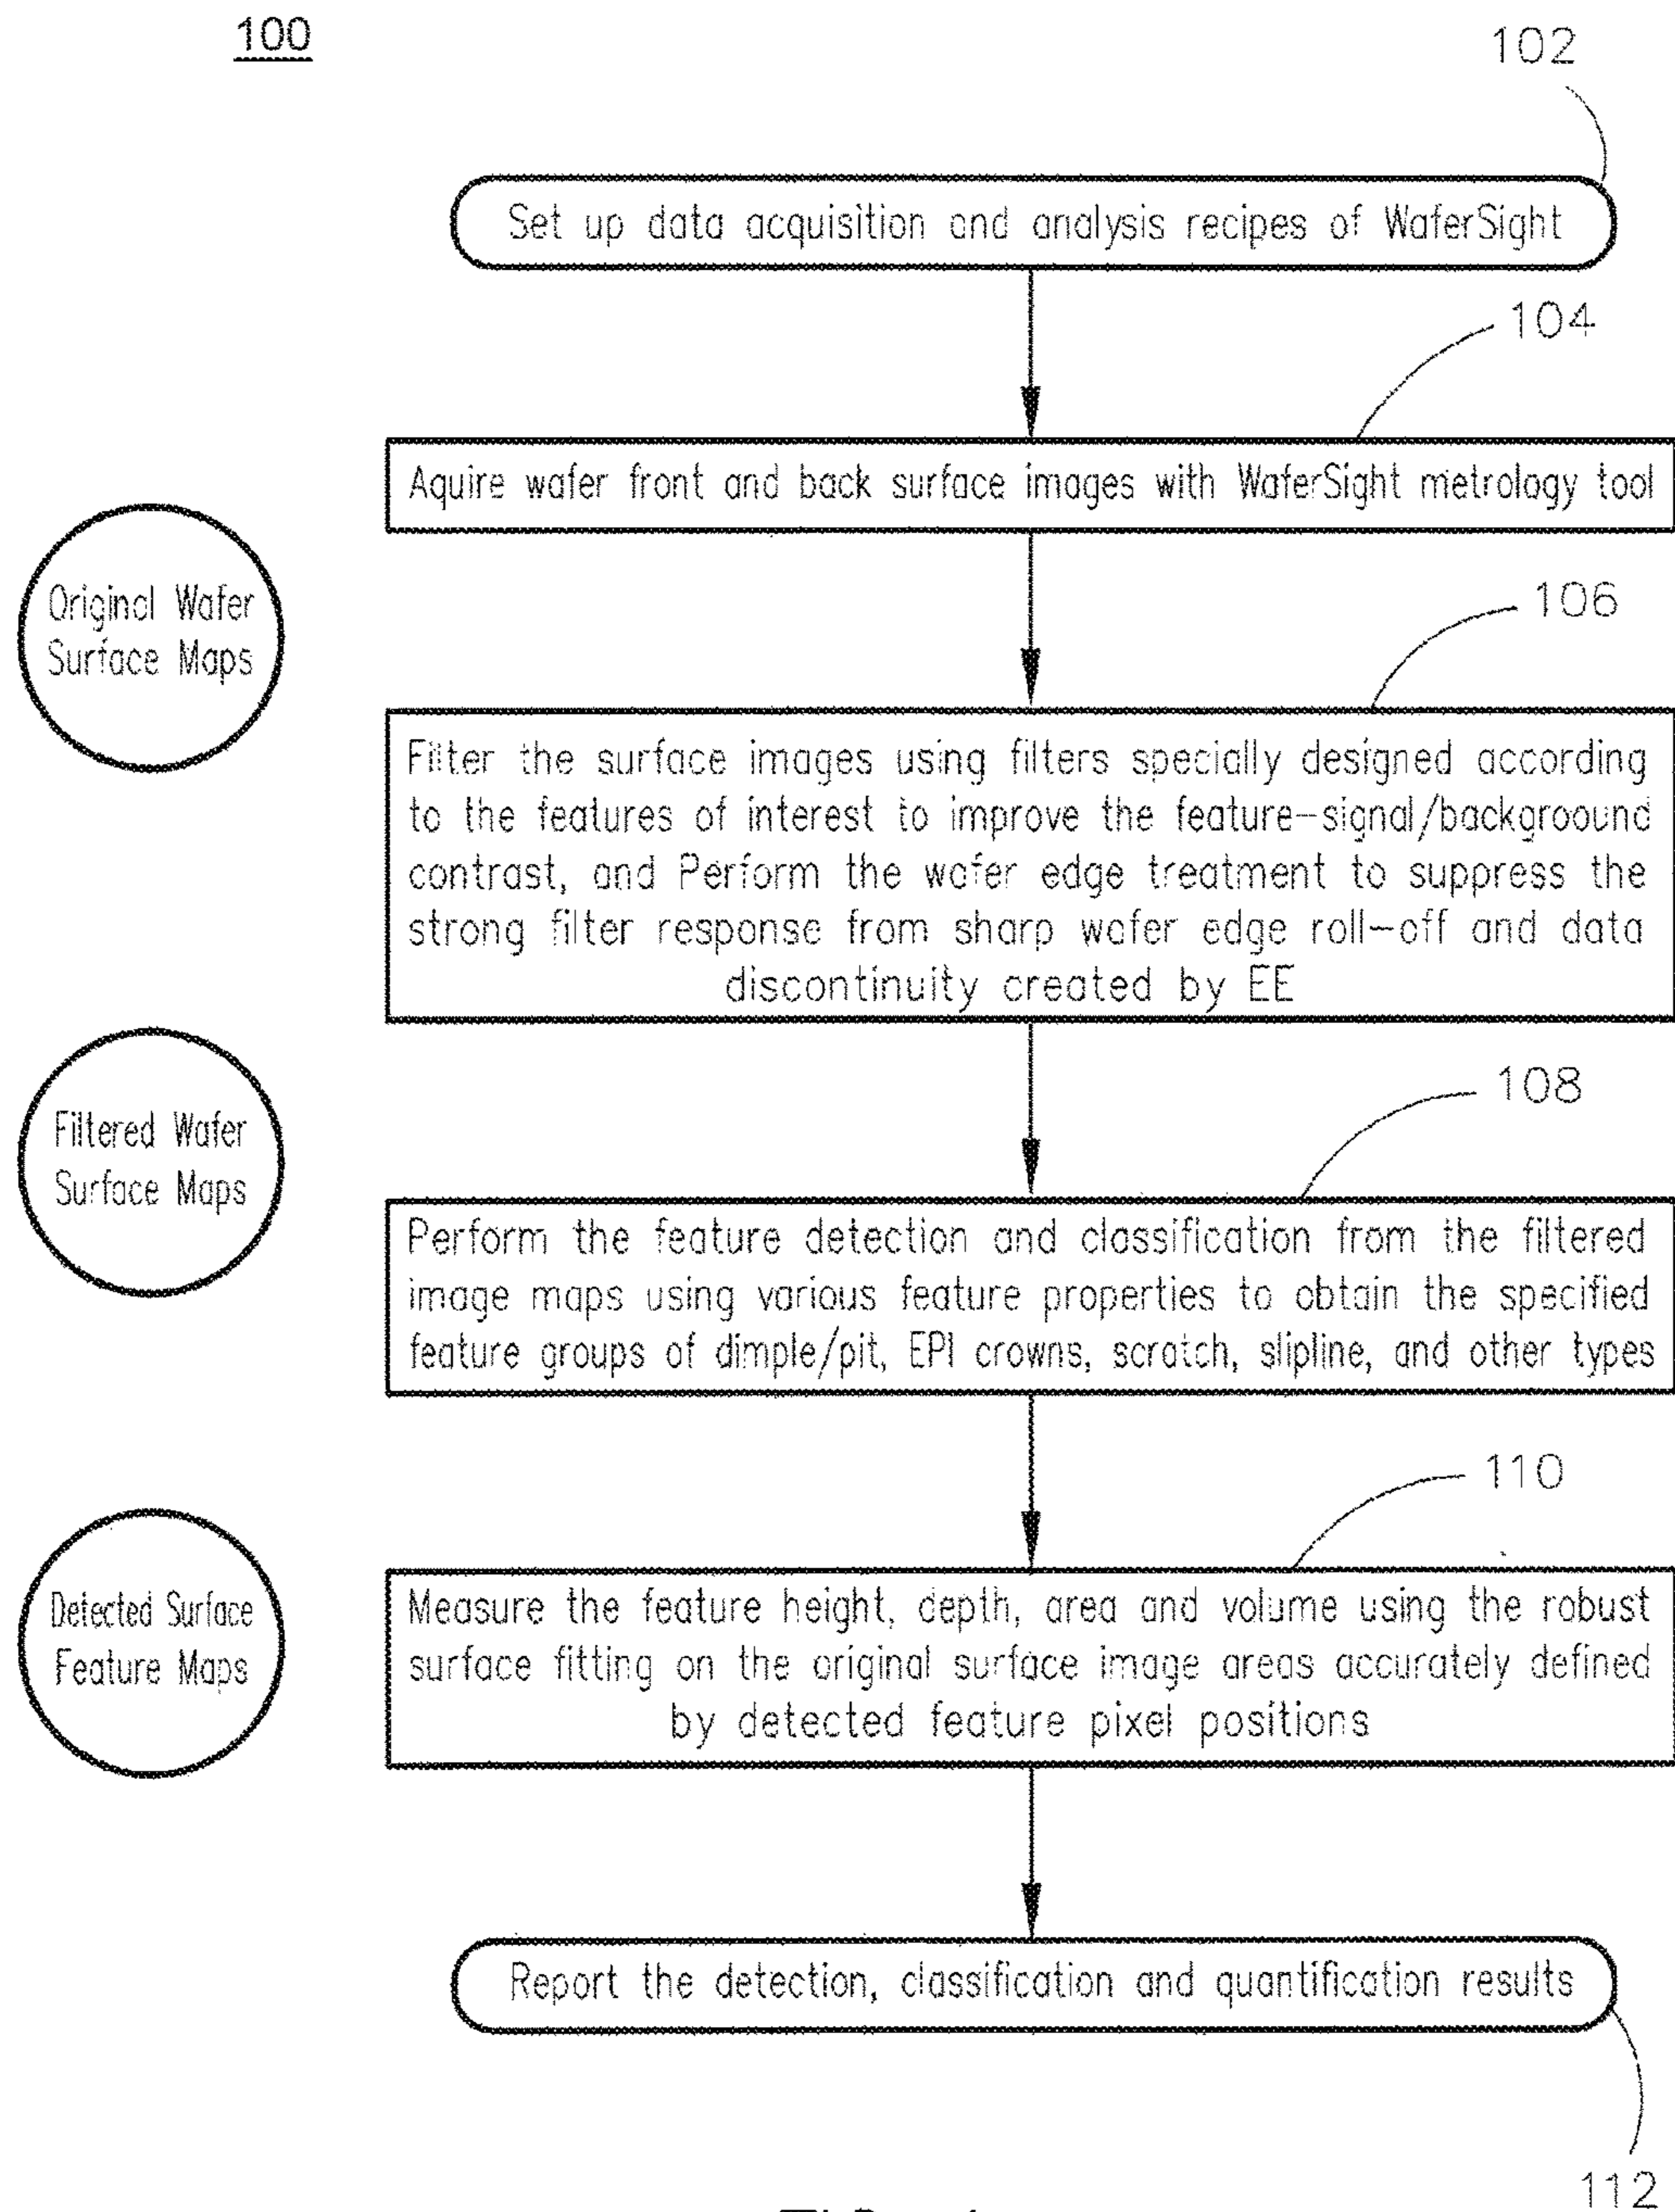 100
102
Set up data acquisition and analysis recipes of WaferSight
104
Aquire wafer front and back surface images with WaferSight metrology tool
Original Wafer
Surface Maps
106
Filter the surface images using filters specially designed according
to the features of interest to improve the feature-signal/backgroound
contrast, and Perform the wafer edge treatment to suppress the
strong filter response from sharp wafer edge roll-off and data
discontinuity created by EE
Filtered Wafer
Surface Maps
108
Perform the feature detection and classification from the filtered
image maps using various feature properties to obtain the specified
feature groups of dimple/pit, EPI crowns, scratch, slipline, and other types
110
Detected Surface
Feature Maps
Measure the feature height, depth, area and volume using the robust
surface fitting on the original surface image areas accurately defined
by detected feature pixel positions
Report the detection, classification and quantification results
112